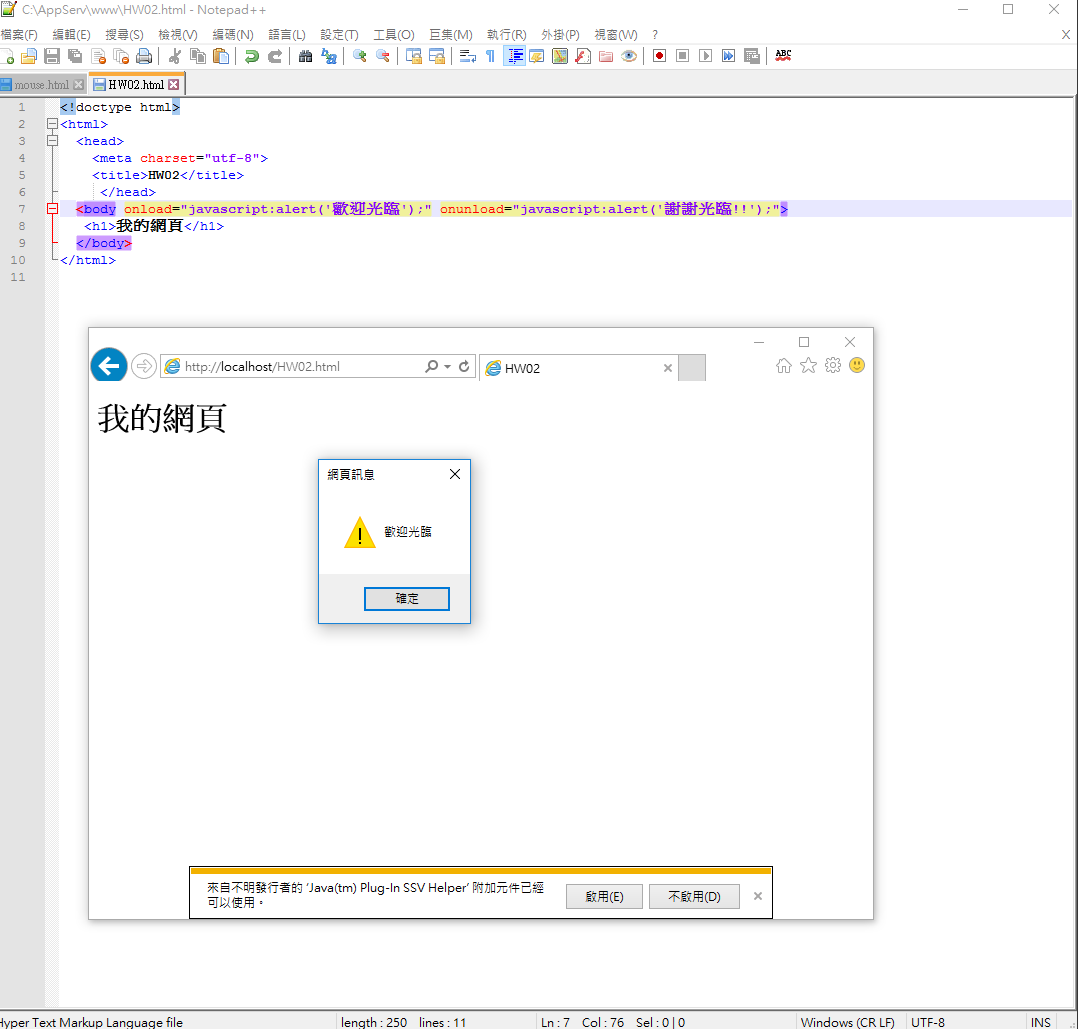 C:\AppServ\www\HW02.html - Notepad++
檔案(F) 編輯(E) 搜尋(S) 檢視(V) 編碼(N) 語言(L) 設定(T) 工具(O) 巨集(M) 執行(R) 外掛(P) 視窗(W) ? X
ABC
mouse.html HW02.html
1 <!doctype html>
2 <html>
3 <head>
4 <meta charset="utf-8">
5 <title>HW02</title>
6 </head>
7 <body onload="javascript:alert('歡迎光臨');" onunload="javascript:alert('謝謝光臨!!');">
8 <h1>我的網頁</h1>
9 </body>
10 </html>
11
http://localhost/HW02.html HW02
我的網頁
網頁訊息
歡迎光臨
確定
來自不明發行者的 'Java(tm) Plug-In SSV Helper' 附加元件已經
可以使用。
啟用(E) 不啟用(D)
Hyper Text Markup Language file length : 250 lines : 11 Ln : 7 Col : 76 Sel : 0 | 0 Windows (CR LF) UTF-8 INS